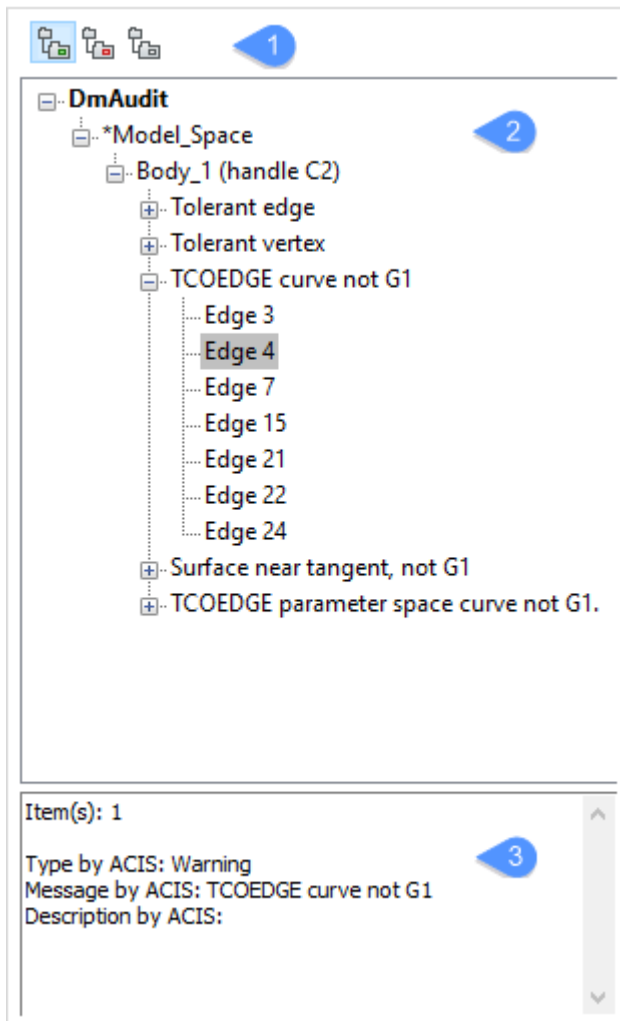 1
DmAudit
*Model_Space
2
Body_1 (handle C2)
Tolerant edge
Tolerant vertex
TCOEDGE curve not G1
Edge 3
Edge 4
Edge 7
Edge 15
Edge 21
Edge 22
Edge 24
Surface near tangent, not G1
TCOEDGE parameter space curve not G1.
Item(s): 1
Type by ACIS: Warning
3
Message by ACIS: TCOEDGE curve not G1
Description by ACIS: